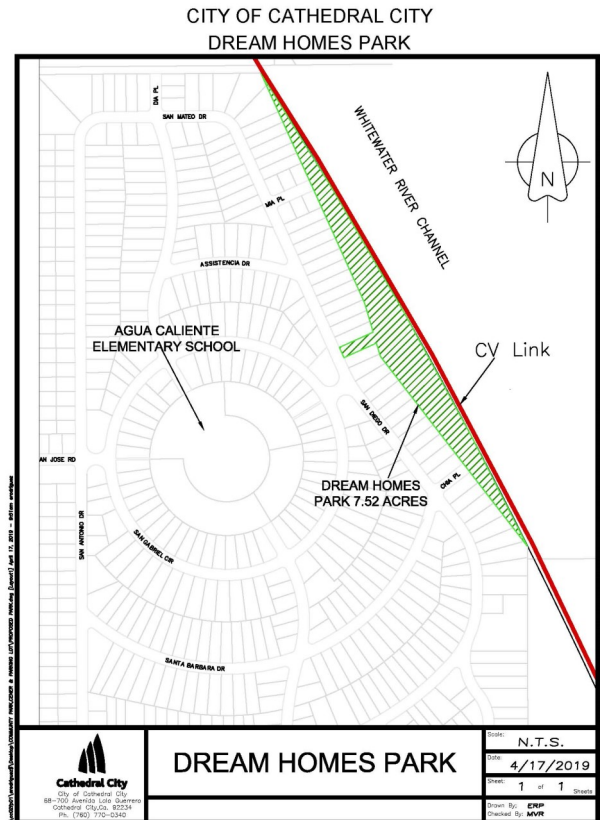 CITY OF CATHEDRAL CITY
DREAM HOMES PARK
DIA PL
SAN MATEO DR
WHITEWATER RIVER CHANNEL
N
MIA PL
ASSISTENCIA DR
AGUA CALIENTE
ELEMENTARY SCHOOL
CV Link
SAN DIEGO DR
AN JOSE RD
DREAM HOMES
PARK 7.52 ACRES
CHIA PL
SAN ANTONIO DR
SAN GABRIEL CIR
SANTA BARBARA DR
Cathedral City
City of Cathedral City
68-700 Avenida Lalo Guerrero
Cathedral City,Ca. 92234
Ph. (760) 770-0340
DREAM HOMES PARK
Scale: N.T.S.
Date: 4/17/2019
Sheet: 1 of 1 Sheets
Drawn By: ERP
Checked By: MVR